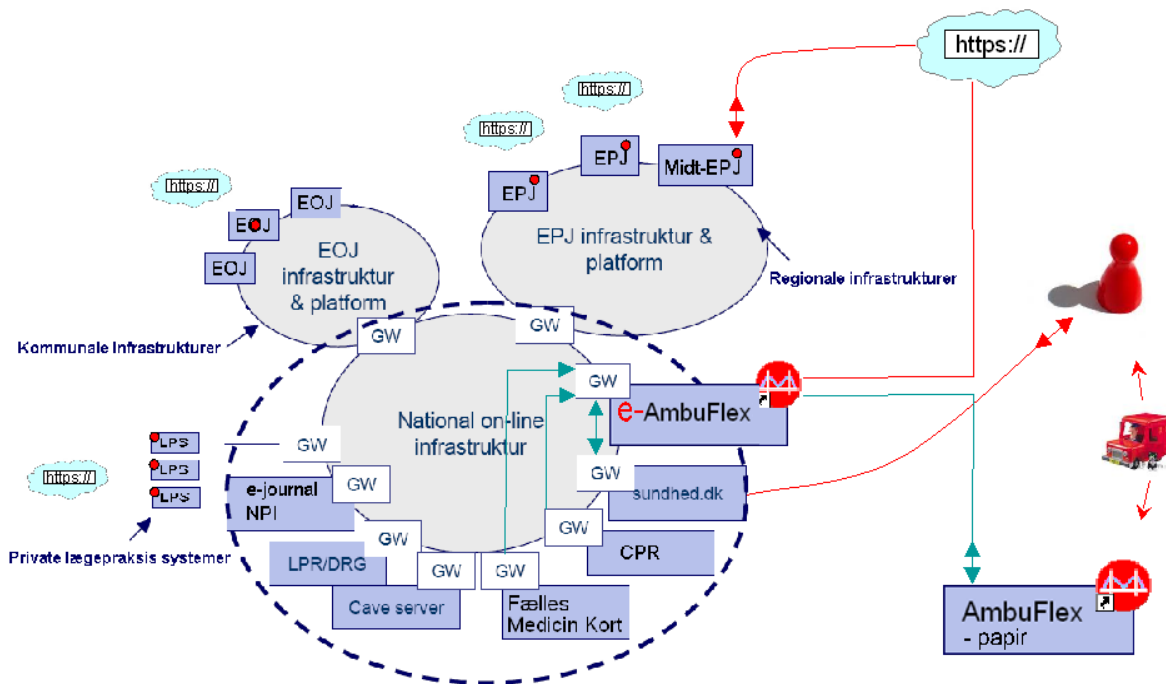 https://
https://
https://
https://
https://
EPJ
EPJ
Midt-EPJ
EOJ
EOJ
EOJ
EOJ
infrastruktur
& platform
EPJ infrastruktur &
platform
Regionale infrastrukturer
Kommunale Infrastrukturer
GW
GW
GW
e-AmbuFlex
National on-line
infrastruktur
GW
GW
sundhed.dk
LPS
LPS
LPS
e-journal
NPI
GW
Private lægepraksis systemer
GW
LPR/DRG
GW
Cave server
GW
Fælles
Medicin Kort
GW
CPR
AmbuFlex
- papir